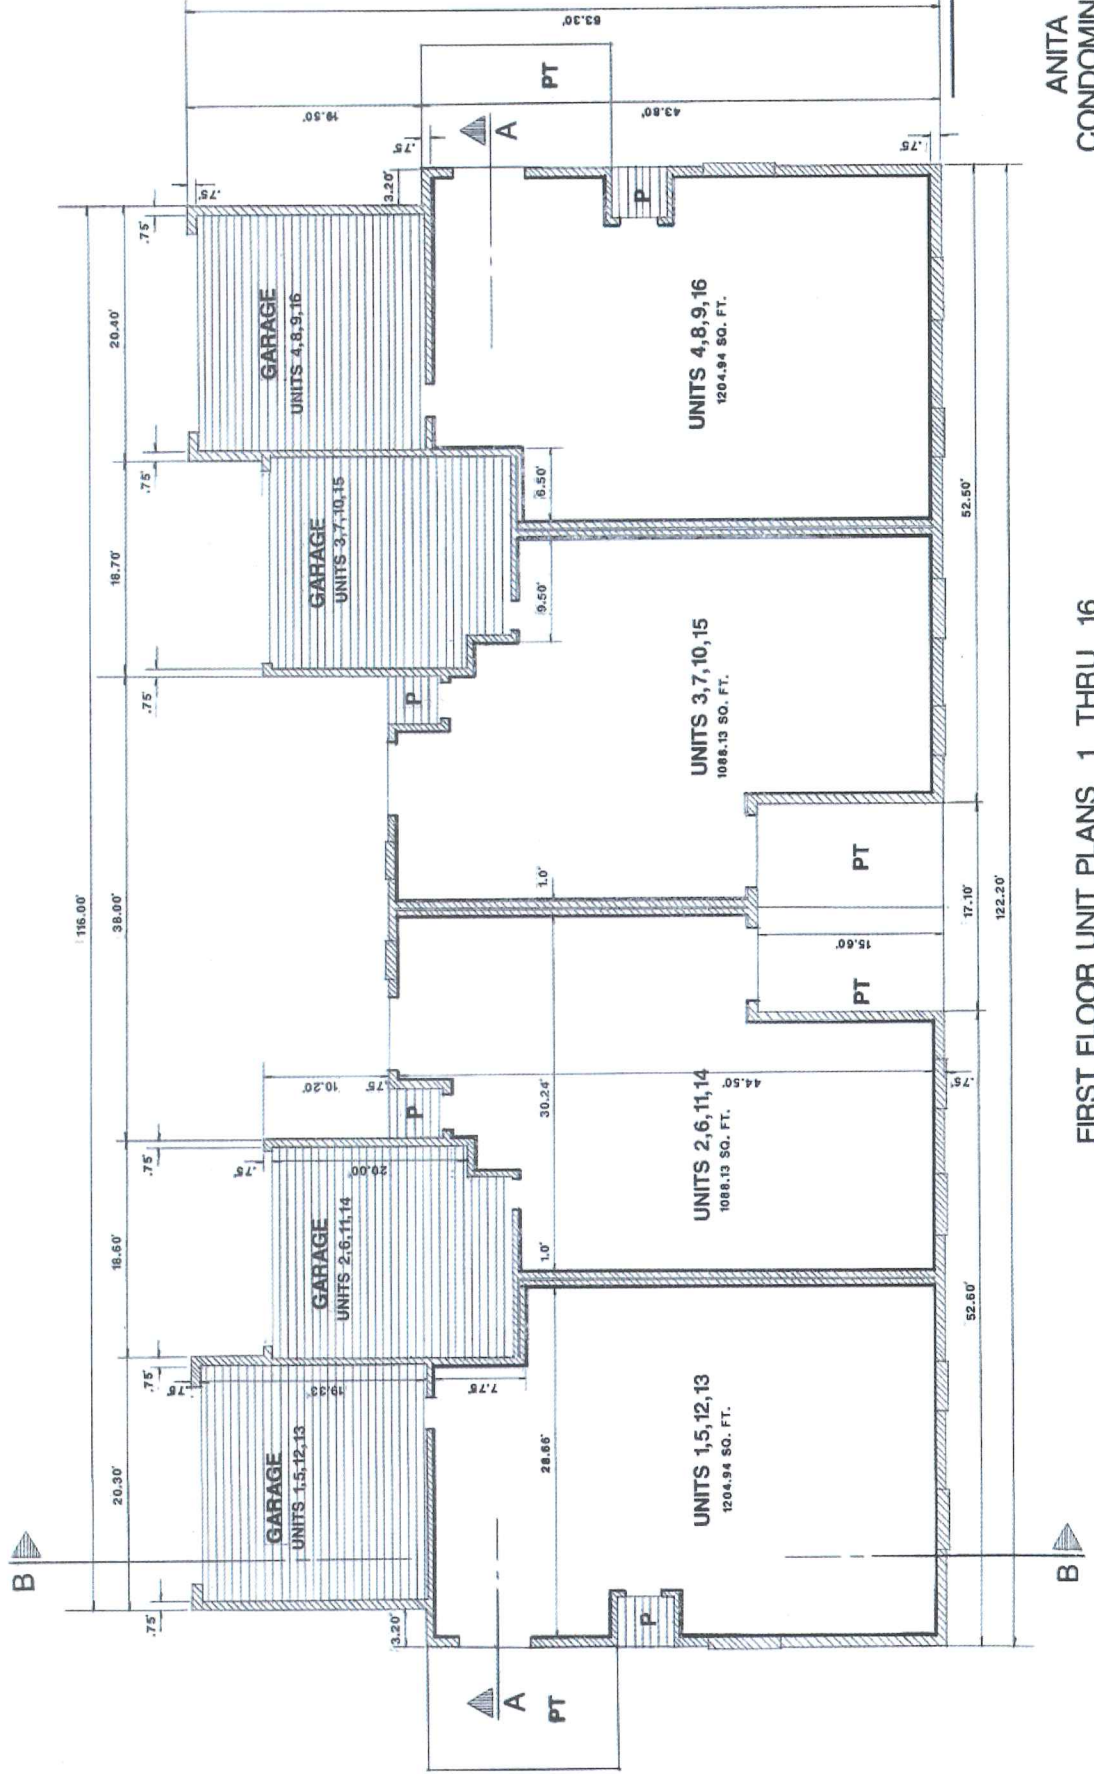 B
116.00'
20.30'
18.60'
38.00'
18.70'
20.40'
.75'
.75'
.75'
.75'
.75'
.75'
.75'
.75'
.75'
3.20'
3.20'
19.33'
20.00'
10.20'
.75'
19.50'
63.30'
GARAGE
UNITS 1,5,12,13
GARAGE
UNITS 2,6,11,14
GARAGE
UNITS 3,7,10,15
GARAGE
UNITS 4,8,9,16
P
P
A
PT
A
PT
.75'
43.80'
7.75'
28.66'
1.0'
30.24'
1.0'
9.50'
6.50'
UNITS 1,5,12,13
1204.94 SQ. FT.
UNITS 2,6,11,14
1088.13 SQ. FT.
UNITS 3,7,10,15
1088.13 SQ. FT.
UNITS 4,8,9,16
1204.94 SQ. FT.
P
P
44.50'
15.60'
PT
PT
.75'
.75'
52.60'
17.10'
52.50'
122.20'
B
FIRST FLOOR UNIT PLANS 1 THRU 16
ANITA
CONDOMIN